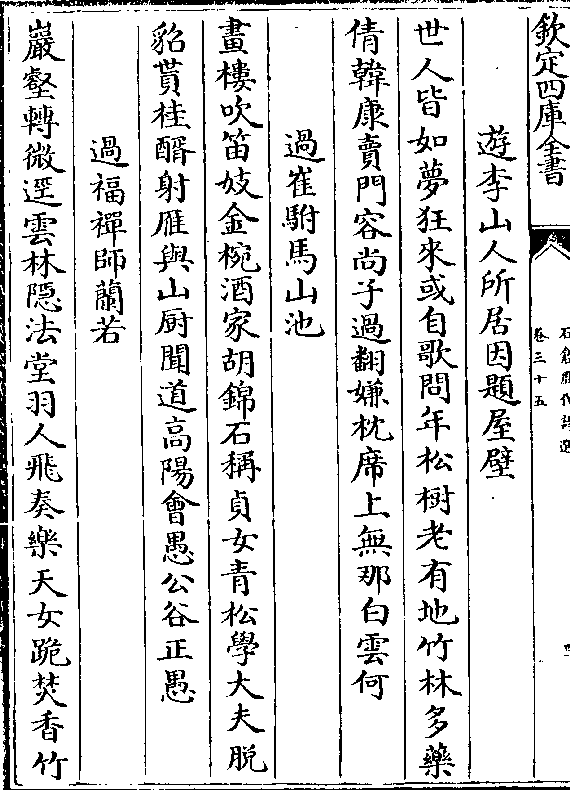 欽定四庫全書
石倉歷代詩選
卷三十五
遊李山人所居因題屋壁
世人皆如夢狂來或自歌問年松樹老有地竹林多藥
倩韓康賣門容尚子過翻嫌枕席上無那白雲何
過崔駙馬山池
畫樓吹笛妓金椀酒家胡錦石稱貞女青松學大夫脫
貂貰桂醑射雁與山厨聞道高陽會愚公谷正愚
過福禪師蘭若
巖壑轉微逕雲林隱法堂羽人飛奏樂天女跪焚香竹